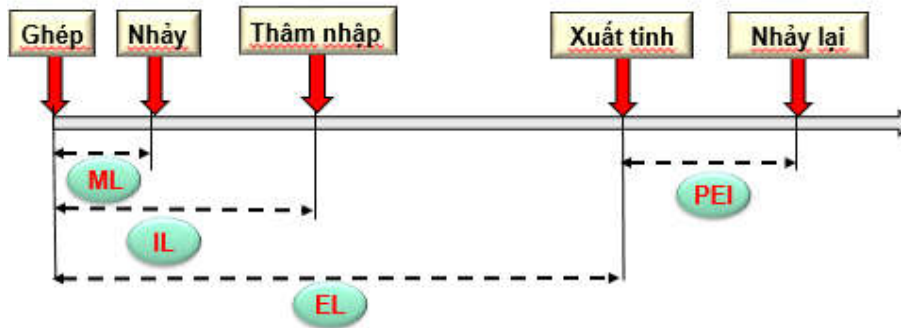 Ghép
Nhảy
Thâm nhập
Xuất tinh
Nhảy lại
ML
PEI
IL
EL